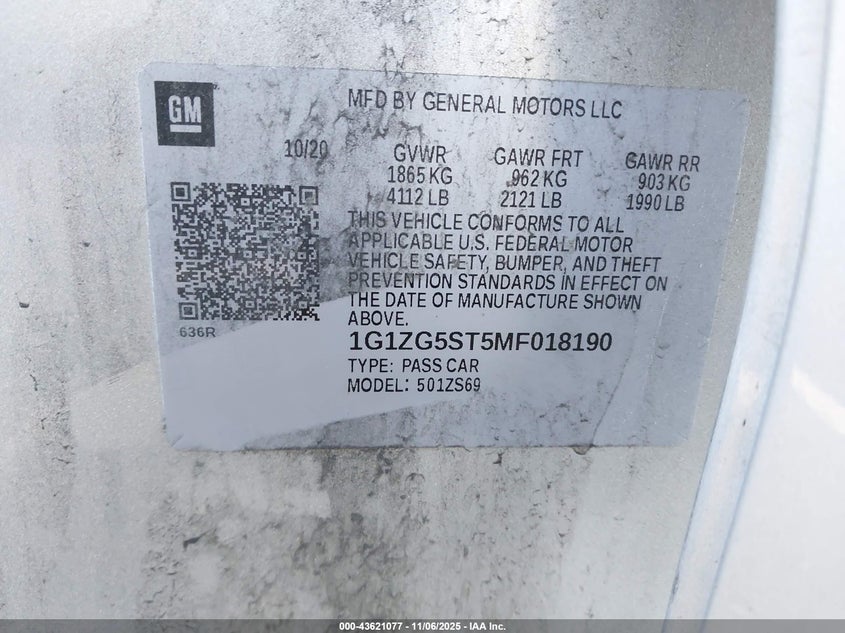 GM
MFD BY GENERAL MOTORS LLC
10/20
GVWR GAWR FRT GAWR RR
1865 KG 962 KG 903 KG
4112 LB 2121 LB 1990 LB
THIS VEHICLE CONFORMS TO ALL
APPLICABLE U.S. FEDERAL MOTOR
VEHICLE SAFETY, BUMPER, AND THEFT
PREVENTION STANDARDS IN EFFECT ON
THE DATE OF MANUFACTURE SHOWN
ABOVE.
636R
1G1ZG5ST5MF018190
TYPE: PASS CAR
MODEL: 501ZS69
000-43621077 - 11/06/2025 - IAA Inc.